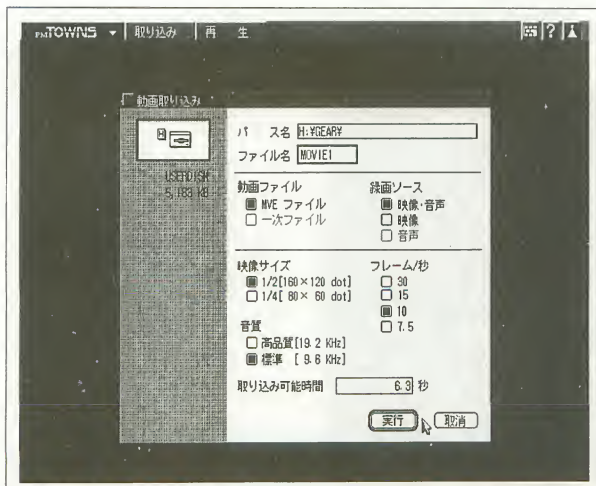 FMTOWNS ▼ 取り込み 再 生 ?
動画取り込み
H
USERDISK
5,183 KB
パ ス名 H:¥GEAR¥
ファイル名 MOVIE1
動画ファイル
■ MVE ファイル
□ 一次ファイル
録画ソース
■ 映像・音声
□ 映像
□ 音声
映像サイズ
■ 1/2[160×120 dot]
□ 1/4[ 80× 60 dot]
フレーム/秒
□ 30
□ 15
■ 10
□ 7.5
音質
□ 高品質[19.2 KHz]
■ 標準 [ 9.6 KHz]
取り込み可能時間 6.3 秒
実行 取消